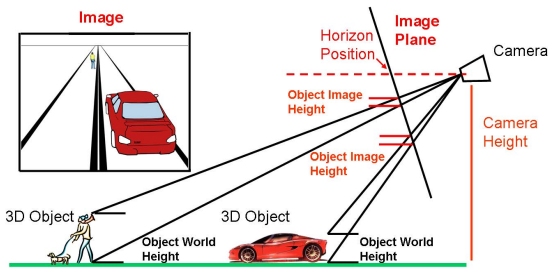 Image
Horizon
Position
Image
Plane
Camera
Object Image
Height
Object Image
Height
Camera
Height
3D Object
Object World
Height
3D Object
Object World
Height